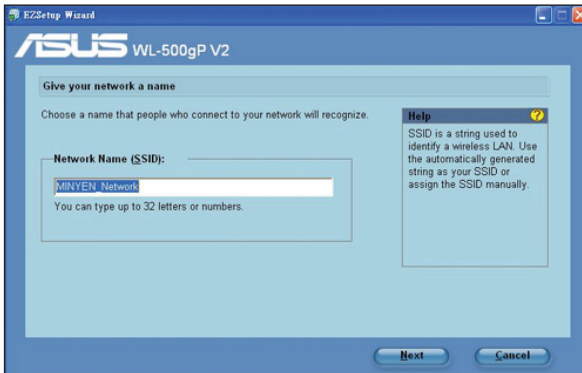 EZSetup Wizard
ASUS WL-500gP V2
Give your network a name
Choose a name that people who connect to your network will recognize.
Network Name (SSID):
MINYEN_Network
You can type up to 32 letters or numbers.
Help
SSID is a string used to
identify a wireless LAN. Use
the automatically generated
string as your SSID or
assign the SSID manually.
Next
Cancel